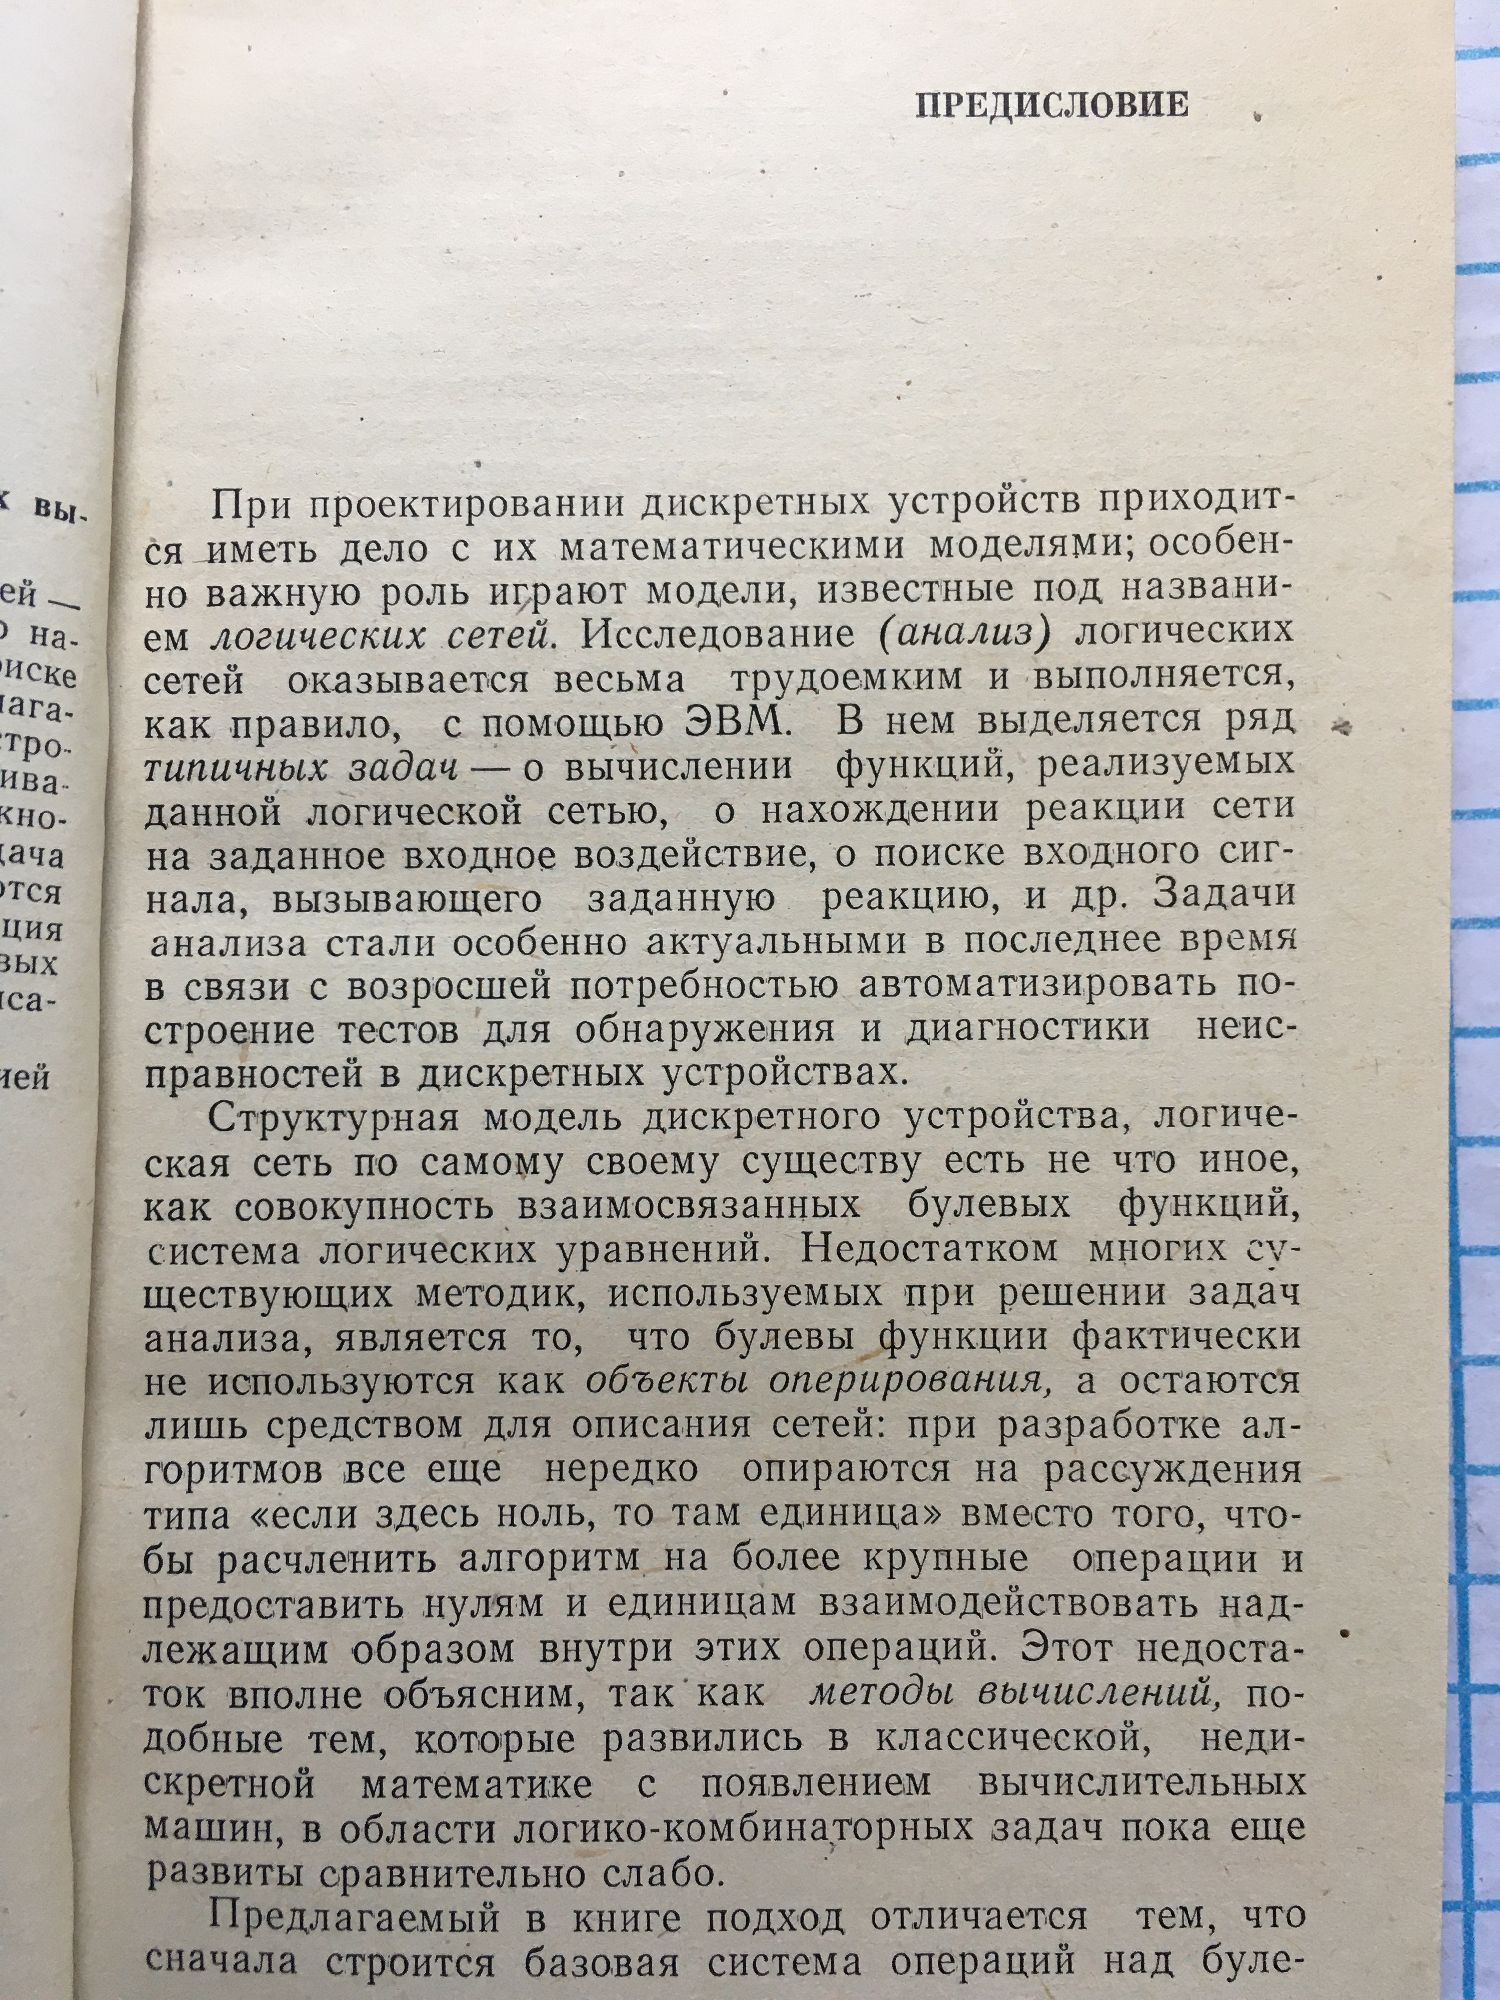 ПРЕДИСЛОВИЕ
При проектировании дискретных устройств приходит-
ся иметь дело с их математическими моделями; особен-
но важную роль играют модели, известные под названи-
ем логических сетей. Исследование (анализ) логических
сетей оказывается весьма трудоемким и выполняется,
как правило, с помощью ЭВМ. В нем выделяется ряд
типичных задач — о вычислении функций, реализуемых
данной логической сетью, о нахождении реакции сети
на заданное входное воздействие, о поиске входного сиг-
нала, вызывающего заданную реакцию, и др. Задачи
анализа стали особенно актуальными в последнее время
в связи с возросшей потребностью автоматизировать по-
строение тестов для обнаружения и диагностики неис-
правностей в дискретных устройствах.
Структурная модель дискретного устройства, логиче-
ская сеть по самому своему существу есть не что иное,
как совокупность взаимосвязанных булевых функций,
система логических уравнений. Недостатком многих су-
ществующих методик, используемых при решении задач
анализа, является то, что булевы функции фактически
не используются как объекты оперирования, а остаются
лишь средством для описания сетей: при разработке ал-
горитмов все еще нередко опираются на рассуждения
типа «если здесь ноль, то там единица» вместо того, что-
бы расчленить алгоритм на более крупные операции и
предоставить нулям и единицам взаимодействовать над-
лежащим образом внутри этих операций. Этот недоста-
ток вполне объясним, так как методы вычислений, по-
добные тем, которые развились в классической, неди-
скретной математике с появлением вычислительных
машин, в области логико-комбинаторных задач пока еще
развиты сравнительно слабо.
Предлагаемый в книге подход отличается тем, что
сначала строится базовая система операций над буле-